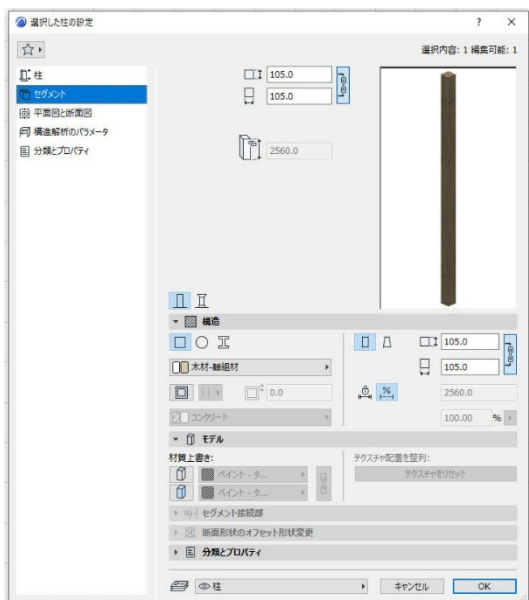 選択した柱の設定
?
×
選択内容: 1 編集可能: 1
柱
セグメント
平面図と断面図
構造解析のパラメータ
分類とプロパティ
105.0
105.0
2560.0
構造
木材-軸組材
0.0
コンクリート
105.0
105.0
%
2560.0
100.00 %
モデル
材質上書き:
ペイント - タ...
ペイント - タ...
テクスチャ配置を整列:
テクスチャをリセット
セグメント接続部
断面形状のオフセット形状変更
分類とプロパティ
柱
キャンセル
OK